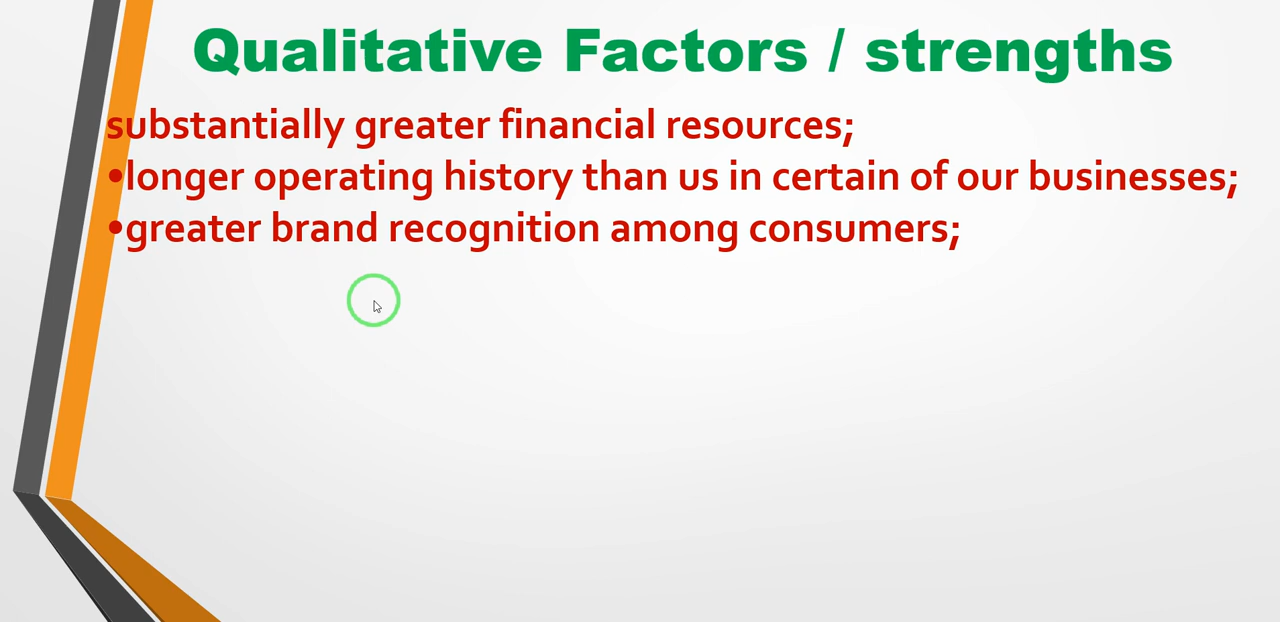 Qualitative Factors / strengths
substantially greater financial resources;
•longer operating history than us in certain of our businesses;
•greater brand recognition among consumers;